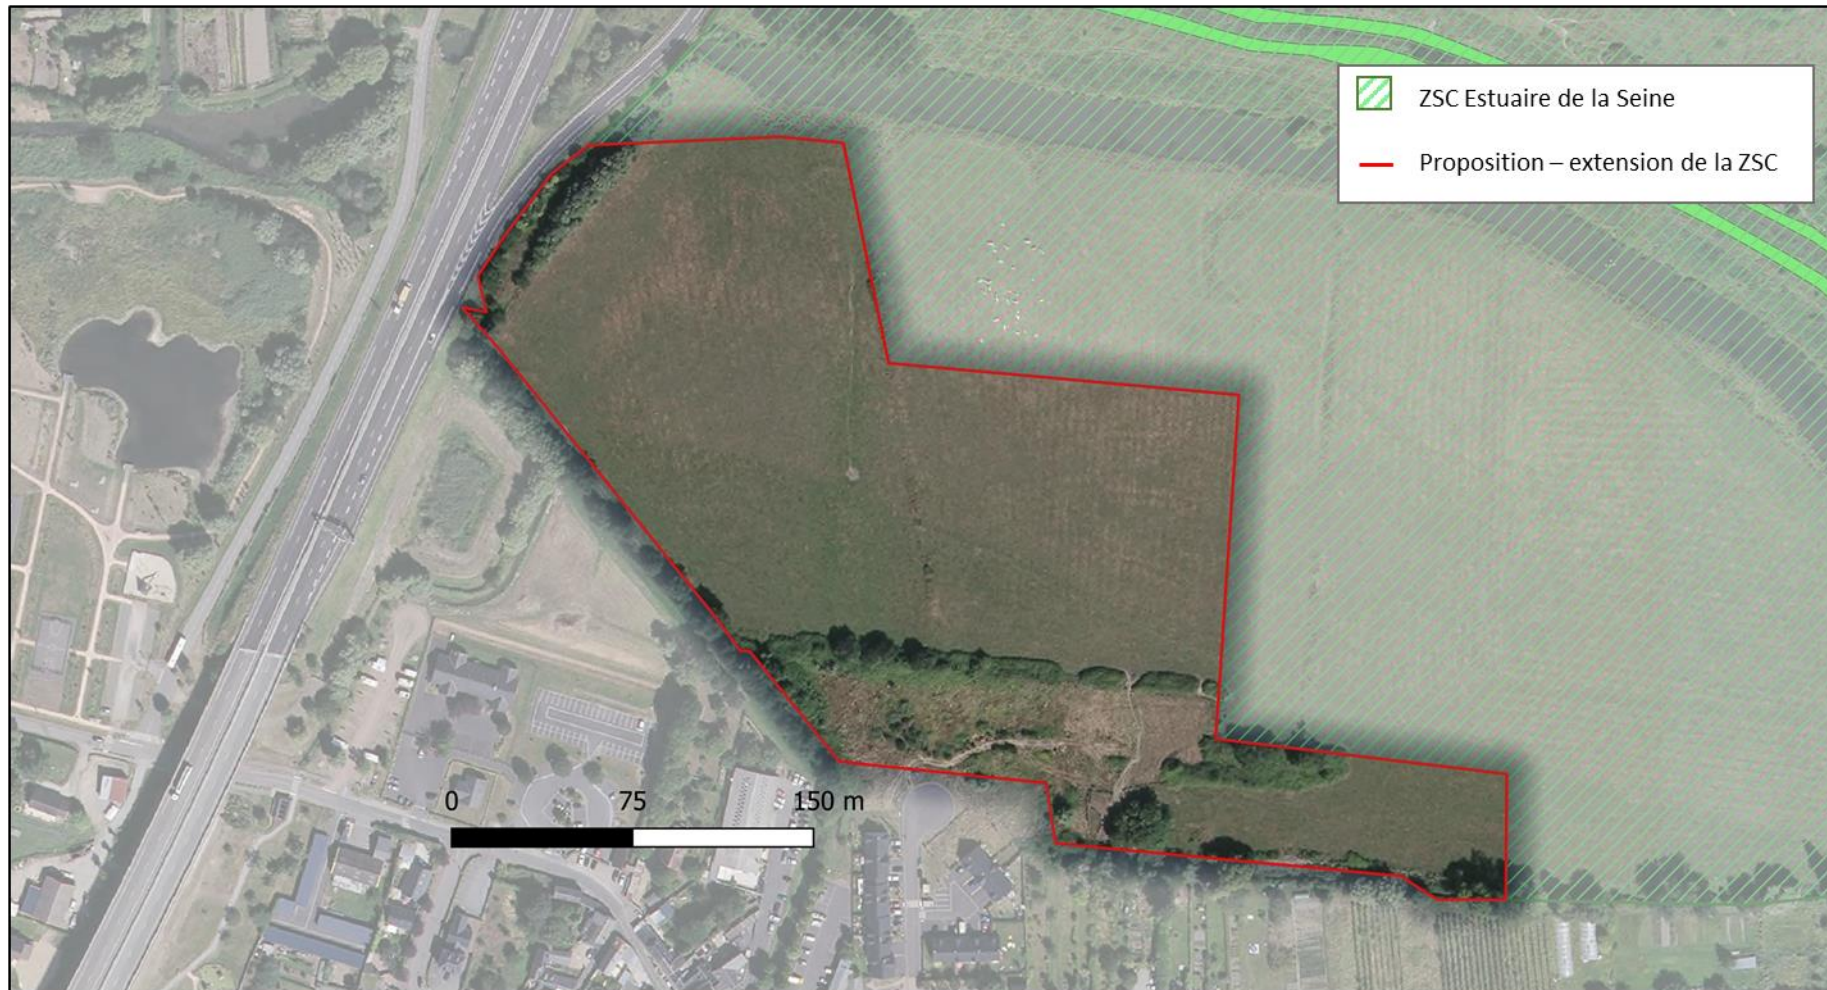 ZSC Estuaire de la Seine
Proposition – extension de la ZSC
0 75 150 m